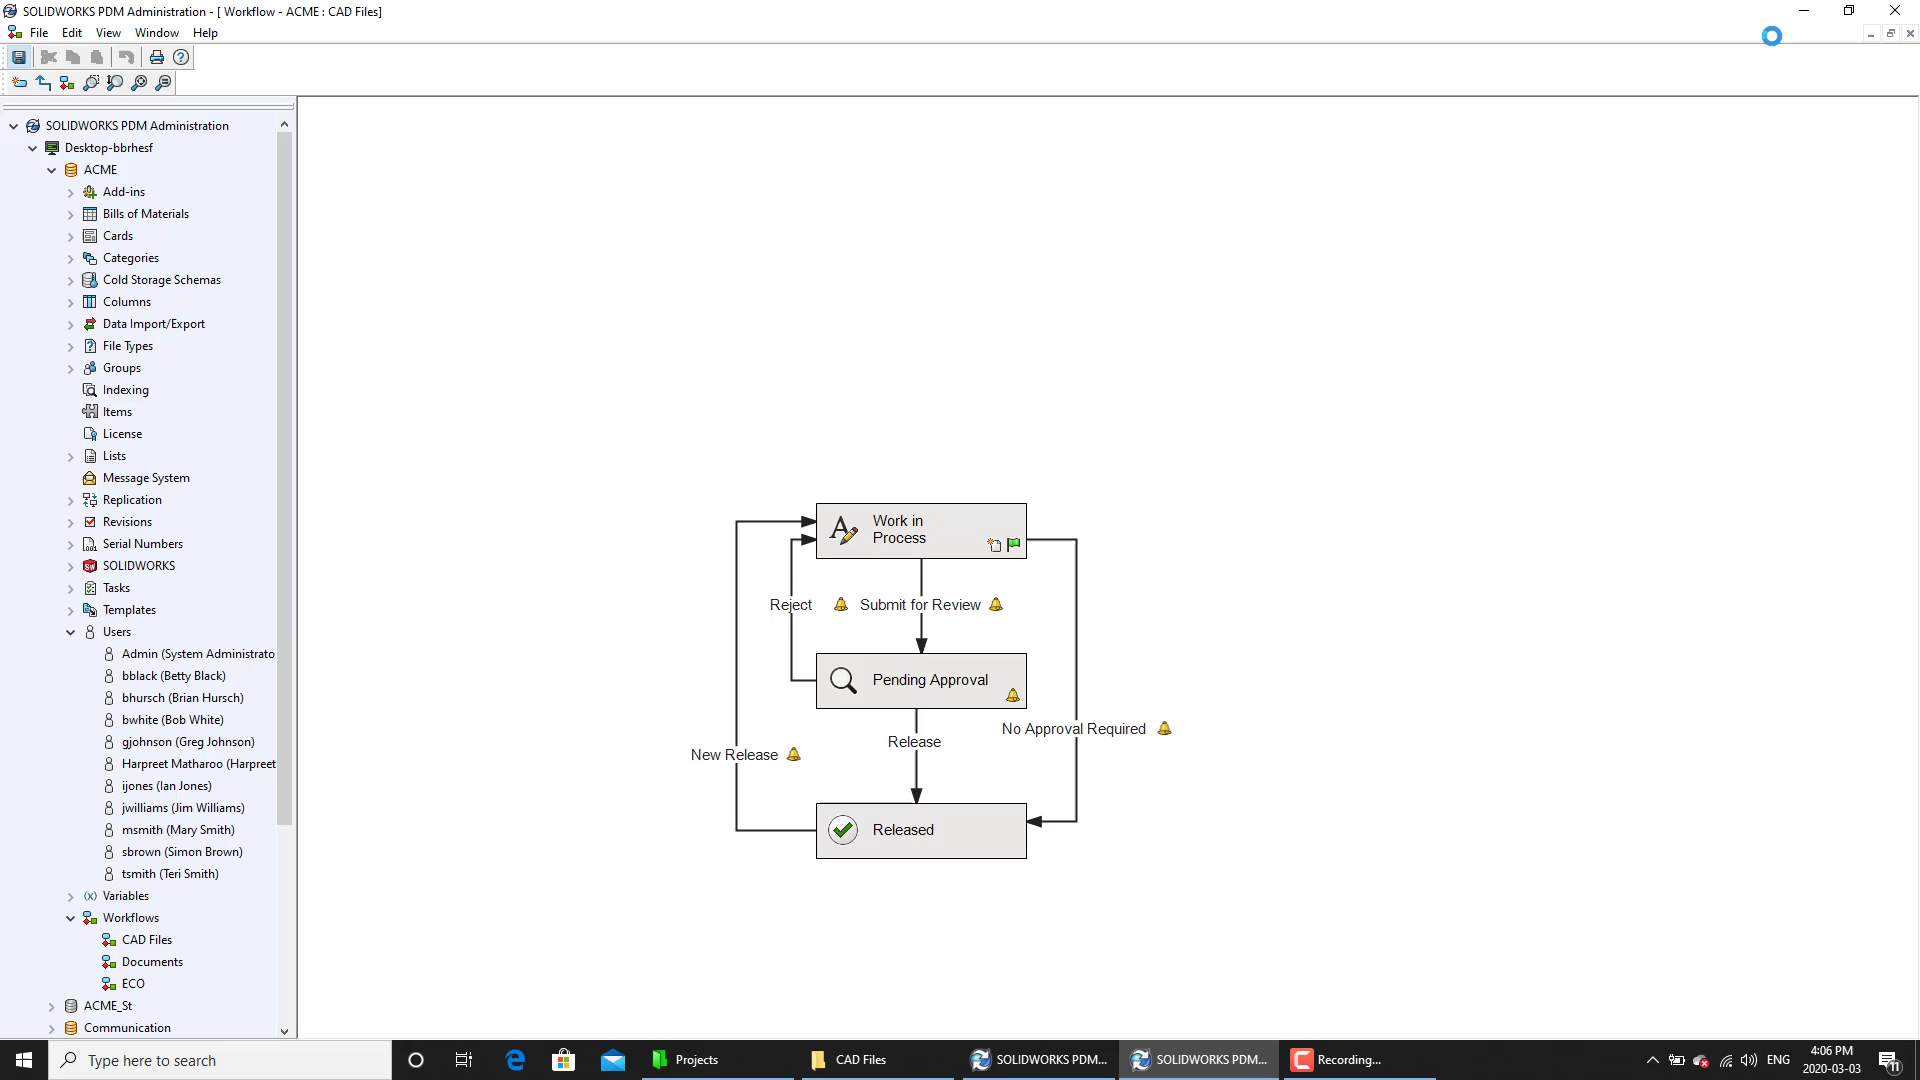 SOLIDWORKS PDM Administration - [ Workflow - ACME : CAD Files]
File Edit View Window Help
SOLIDWORKS PDM Administration
Desktop-bbrhesf
ACME
Add-ins
Bills of Materials
Cards
Categories
Cold Storage Schemas
Columns
Data Import/Export
File Types
Groups
Indexing
Items
License
Lists
Message System
Replication
Revisions
Serial Numbers
SOLIDWORKS
Tasks
Templates
Users
Admin (System Administrato
bblack (Betty Black)
bhursch (Brian Hursch)
bwhite (Bob White)
gjohnson (Greg Johnson)
Harpreet Matharoo (Harpreet
ijones (Ian Jones)
jwilliams (Jim Williams)
msmith (Mary Smith)
sbrown (Simon Brown)
tsmith (Teri Smith)
(x) Variables
Workflows
CAD Files
Documents
ECO
ACME_St
Communication
Work in
Process
Reject
Submit for Review
Pending Approval
No Approval Required
Release
New Release
Released
Type here to search
Projects
CAD Files
SOLIDWORKS PDM...
SOLIDWORKS PDM...
Recording...
ENG
4:06 PM
2020-03-03
11